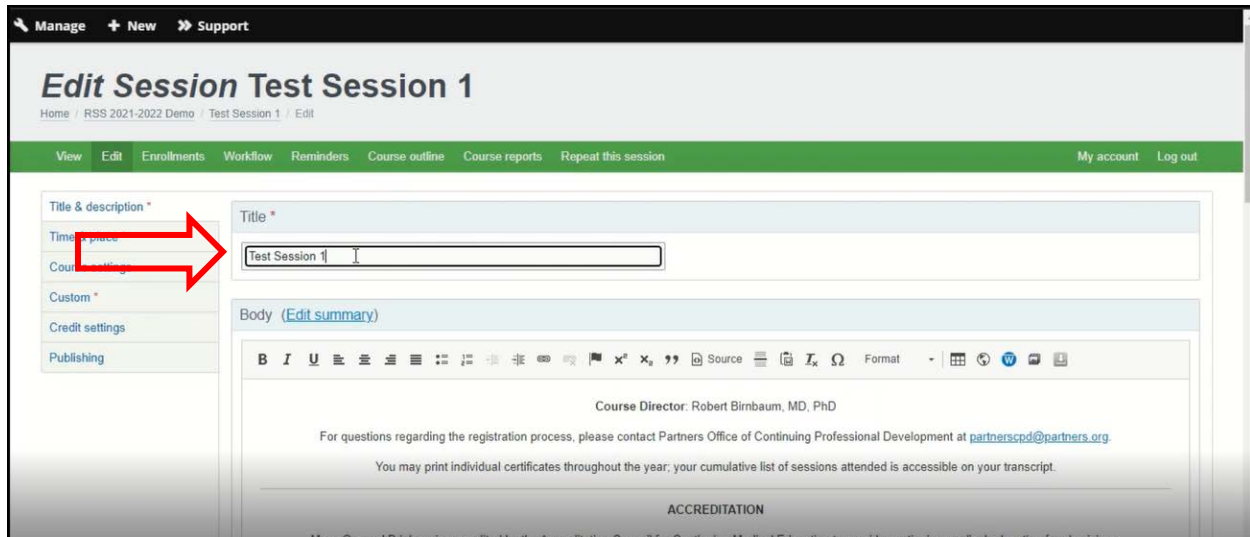 Manage + New Support
Edit Session Test Session 1
Home / RSS 2021-2022 Demo / Test Session 1 / Edit
View Edit Enrollments Workflow Reminders Course outline Course reports Repeat this session My account Log out
Title & description *
Time & place
Course settings
Custom *
Credit settings
Publishing
Title *
Test Session 1
Body (Edit summary)
B I U Source Format
Course Director: Robert Birnbaum, MD, PhD
For questions regarding the registration process, please contact Partners Office of Continuing Professional Development at partnerscpd@partners.org.
You may print individual certificates throughout the year; your cumulative list of sessions attended is accessible on your transcript.
ACCREDITATION